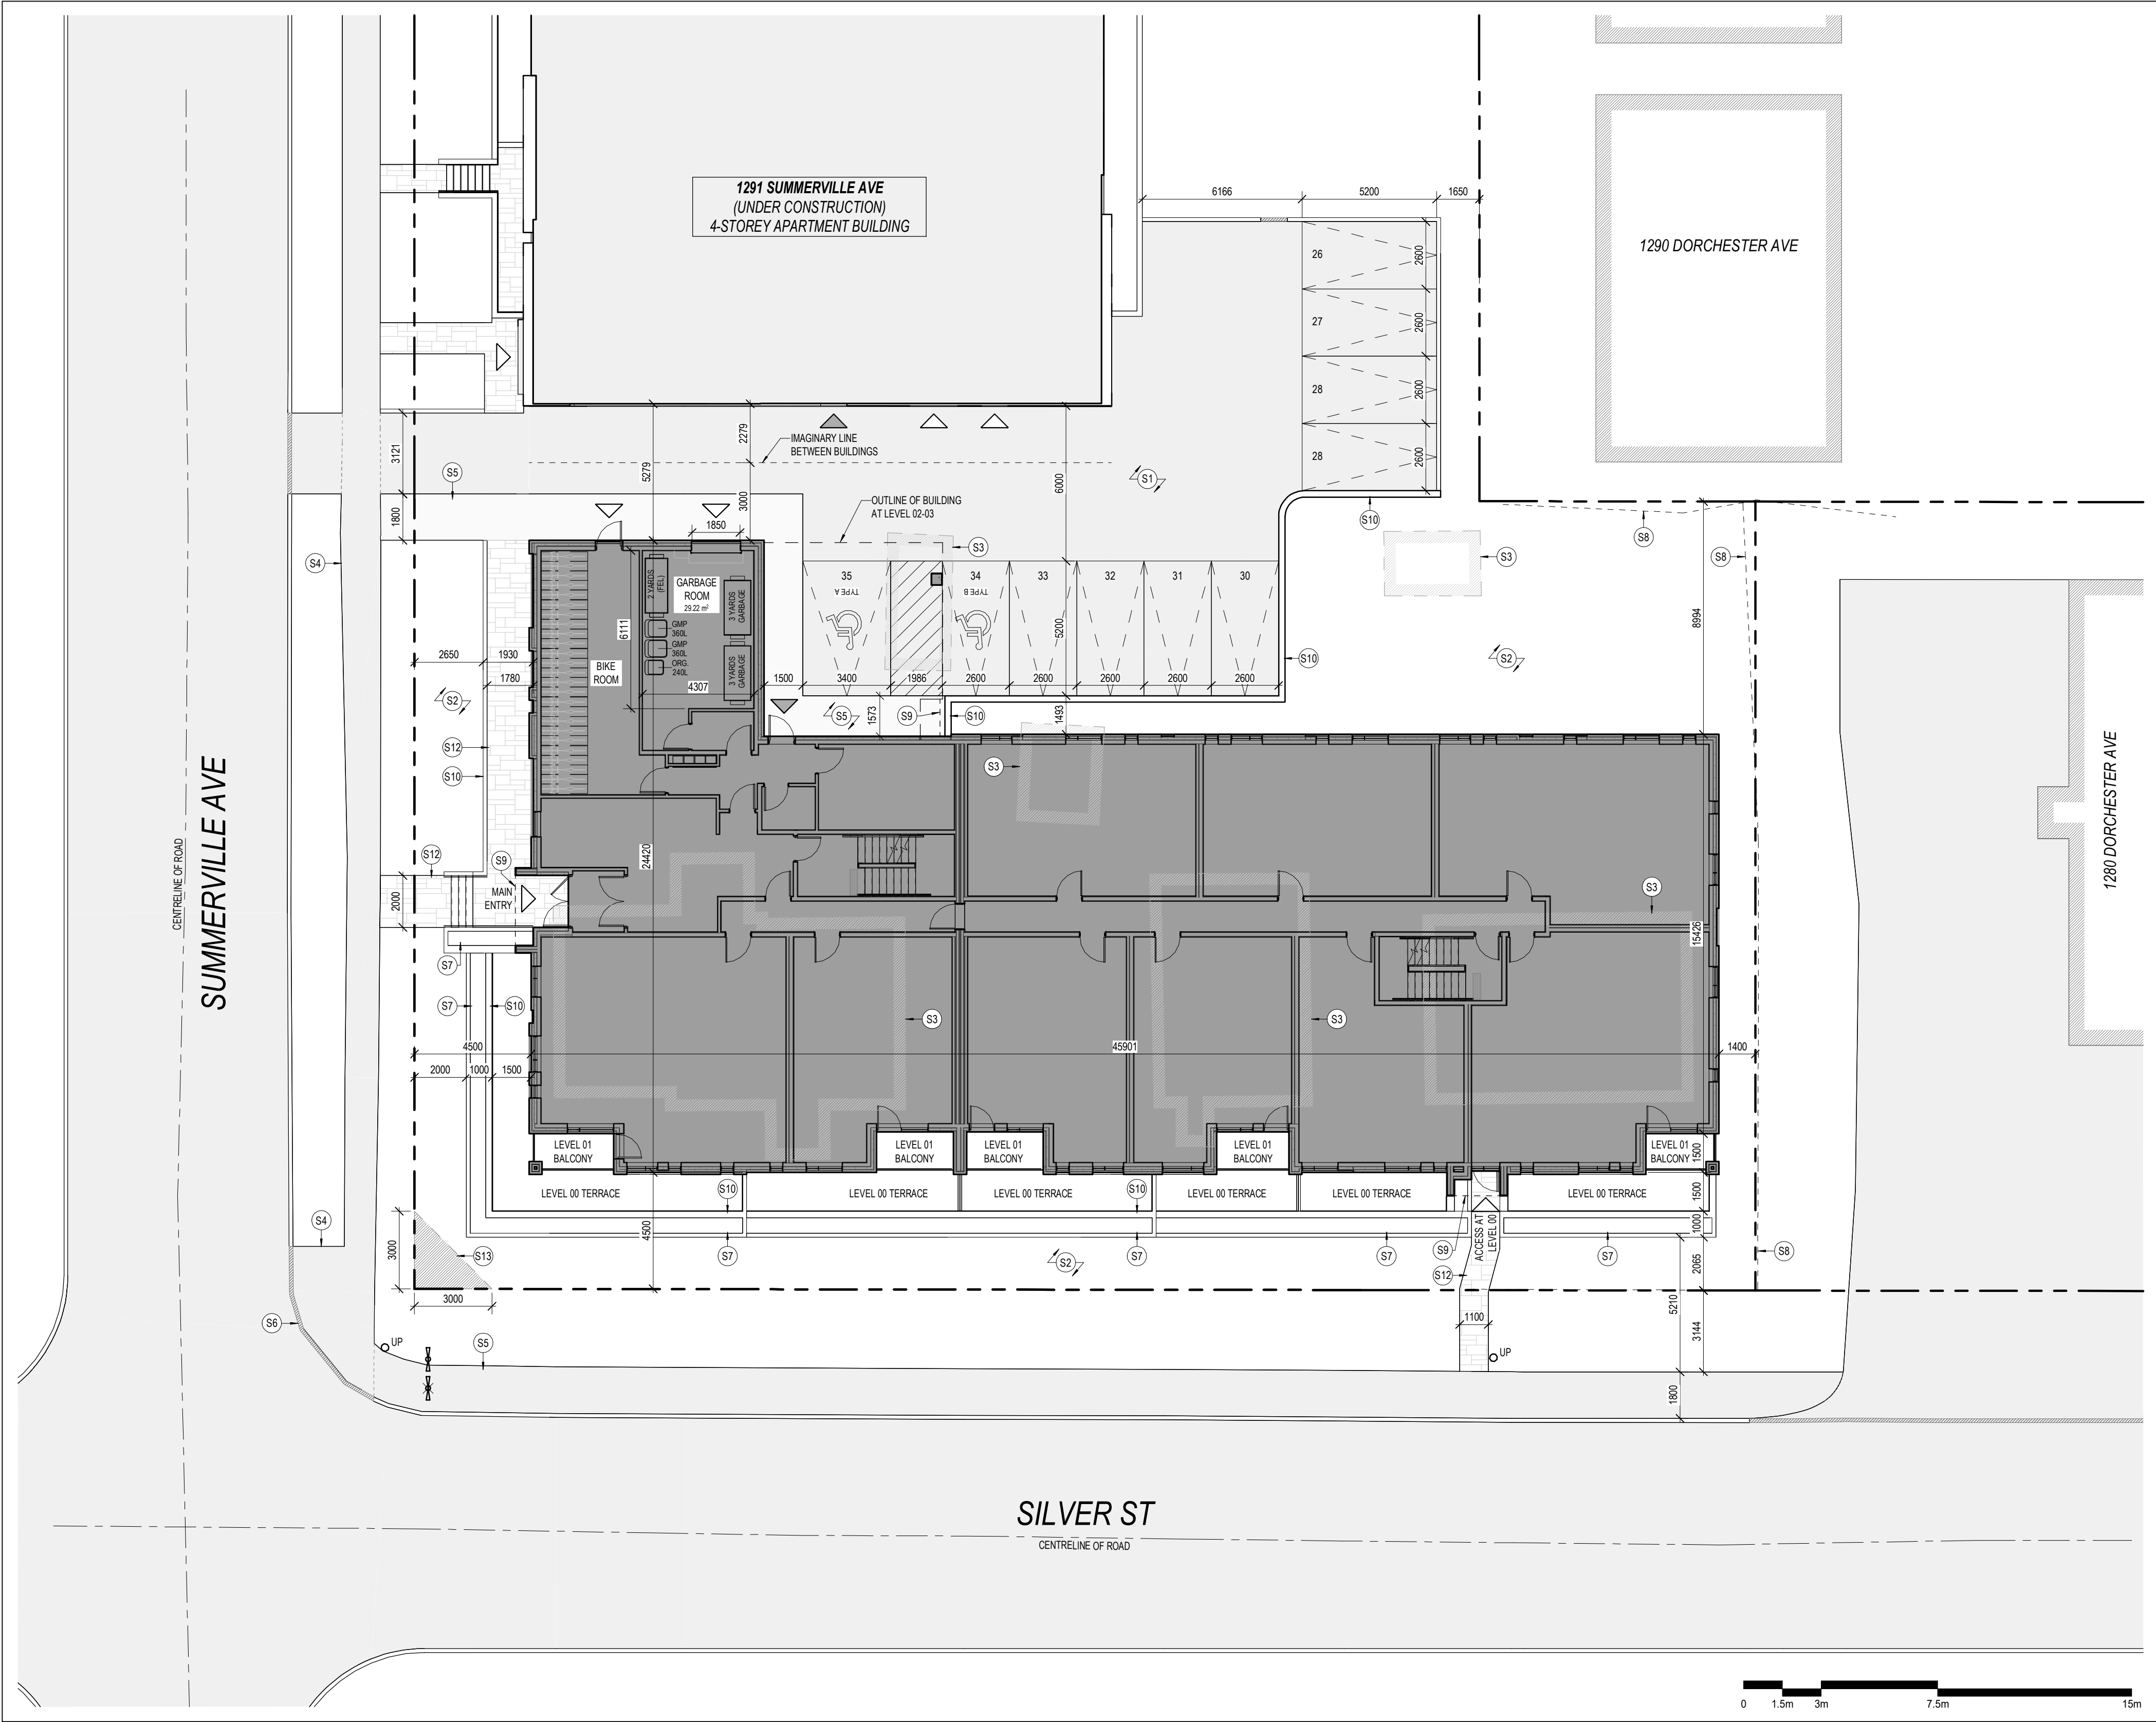 1291 SUMMERVILLE AVE
(UNDER CONSTRUCTION)
4-STOREY APARTMENT BUILDING
6166
5200
1650
1290 DORCHESTER AVE
26
2600
27
2600
28
2600
28
2600
3121
S5
1800
5279
2279
3000
IMAGINARY LINE
BETWEEN BUILDINGS
OUTLINE OF BUILDING
AT LEVEL 02-03
6000
S1
S10
S8
S3
S8
8994
S2
S4
1850
S3
35
TYPE A
34
TYPE B
33
32
31
30
5200
S10
2 YARDS
(FEL)
GARBAGE
ROOM
29.22 m²
3 YARDS
GARBAGE
GMP
360L
GMP
360L
ORG.
240L
3 YARDS
GARBAGE
6111
4307
BIKE
ROOM
2650
1930
1780
S2
1500
3400
1986
2600
2600
2600
2600
2600
S5
1573
S9
S10
1493
S12
S10
S3
SUMMERVILLE AVE
CENTRELINE OF ROAD
1280 DORCHESTER AVE
S12
S9
24420
MAIN
ENTRY
2000
S3
15426
S7
S7
S10
S3
S3
4500
45901
1400
2000
1000
1500
LEVEL 01
BALCONY
LEVEL 01
BALCONY
LEVEL 01
BALCONY
LEVEL 01
BALCONY
LEVEL 01
BALCONY
1500
LEVEL 00 TERRACE
S10
LEVEL 00 TERRACE
LEVEL 00 TERRACE
S10
LEVEL 00 TERRACE
LEVEL 00 TERRACE
LEVEL 00 TERRACE
1500
S4
3000
S13
3000
4500
S7
S2
S7
S7
S9
ACCESS AT
LEVEL 00
S12
S7
1000
2065
S8
S6
UP
S5
1100
UP
5210
3144
1800
SILVER ST
CENTRELINE OF ROAD
0
1.5m
3m
7.5m
15m